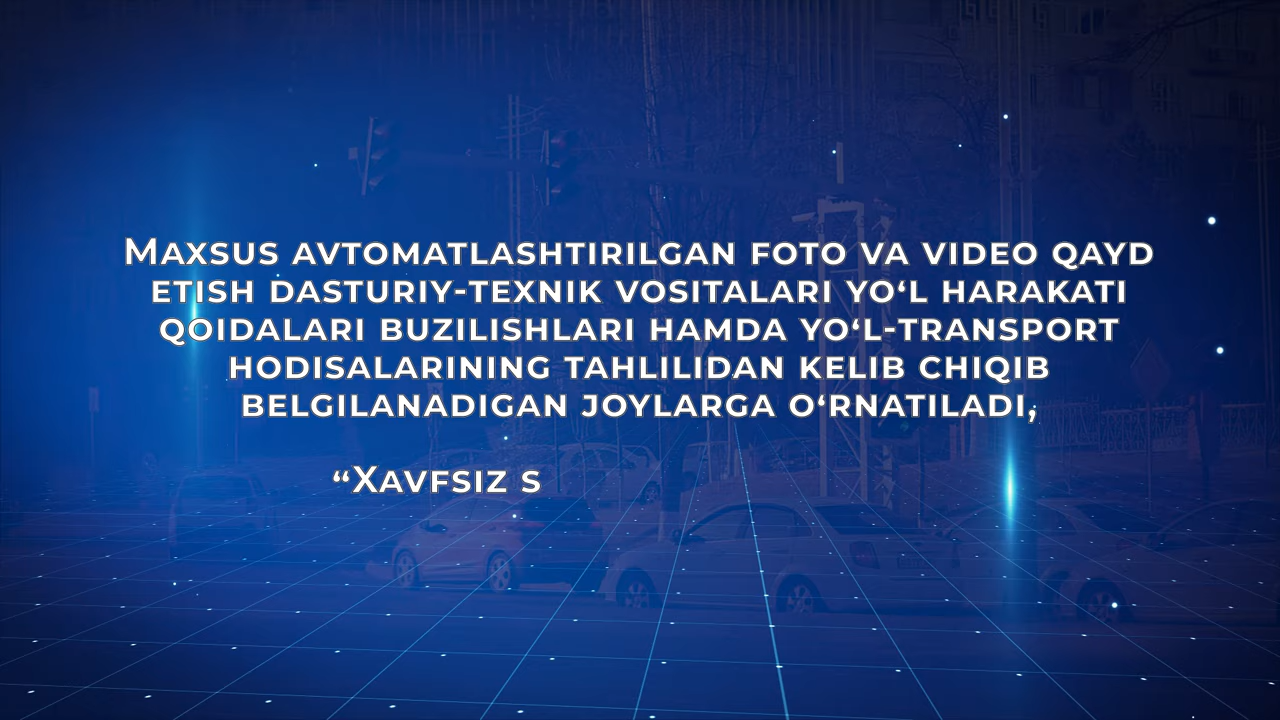 Maxsus avtomatlashtirilgan foto va video qayd
etish dasturiy-texnik vositalari yo‘l harakati
qoidalari buzilishlari hamda yo‘l-transport
hodisalarining tahlilidan kelib chiqib
belgilanadigan joylarga o‘rnatiladi;
“Xavfsiz s